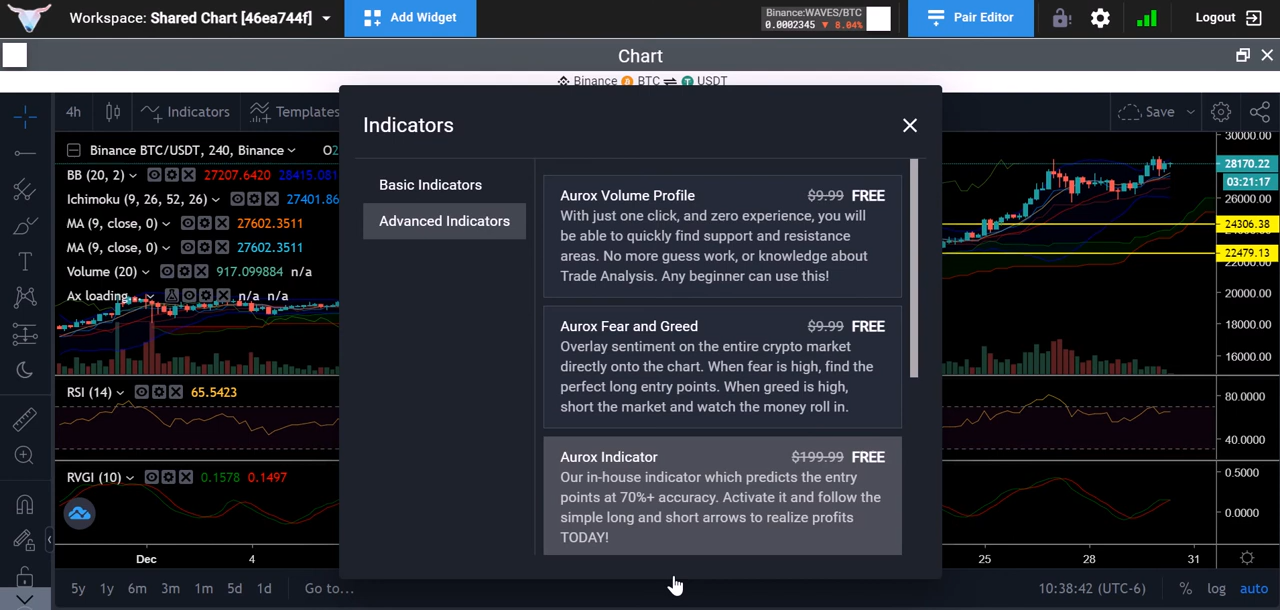 Workspace: Shared Chart [46ea744f]
Add Widget
Binance:WAVES/BTC
0.0002345 ▼ 8.04%
Pair Editor
Logout
Chart
Binance BTC ⇌ USDT
4h
Indicators
Templates
Save
Binance BTC/USDT, 240, Binance
BB (20, 2) 27207.6420 28415.081
Ichimoku (9, 26, 52, 26) 27401.86
MA (9, close, 0) 27602.3511
MA (9, close, 0) 27602.3511
Volume (20) 917.099884 n/a
Ax loading... n/a n/a
RSI (14) 65.5423
RVGI (10) 0.1578 0.1497
Indicators
Basic Indicators
Advanced Indicators
Aurox Volume Profile $9.99 FREE
With just one click, and zero experience, you will
be able to quickly find support and resistance
areas. No more guess work, or knowledge about
Trade Analysis. Any beginner can use this!
Aurox Fear and Greed $9.99 FREE
Overlay sentiment on the entire crypto market
directly onto the chart. When fear is high, find the
perfect long entry points. When greed is high,
short the market and watch the money roll in.
Aurox Indicator $199.99 FREE
Our in-house indicator which predicts the entry
points at 70%+ accuracy. Activate it and follow the
simple long and short arrows to realize profits
TODAY!
30000.00
28170.22
03:21:17
26000.00
24306.38
22479.13
20000.00
18000.00
16000.00
80.0000
40.0000
0.5000
0.0000
Dec
4
25
28
31
5y 1y 6m 3m 1m 5d 1d Go to...
10:38:42 (UTC-6) % log auto